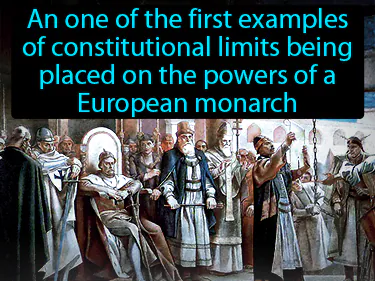 An one of the first examples
of constitutional limits being
placed on the powers of a
European monarch